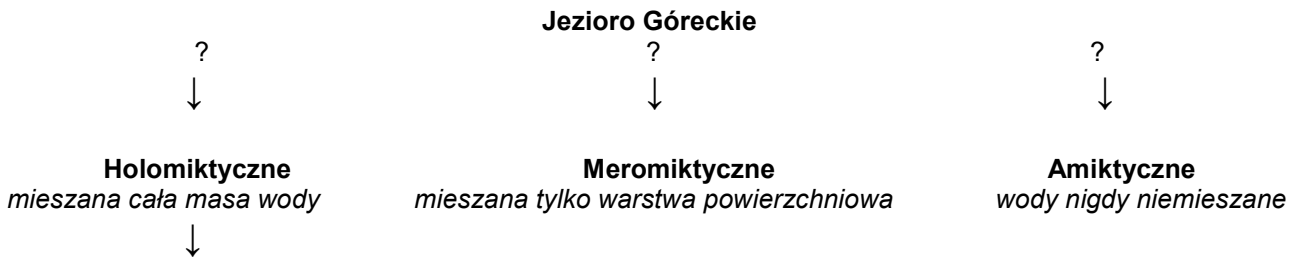 Jezioro Góreckie
? ? ?
↓ ↓ ↓
Holomiktyczne Meromiktyczne Amiktyczne
mieszana cała masa wody mieszana tylko warstwa powierzchniowa wody nigdy niemieszane
↓